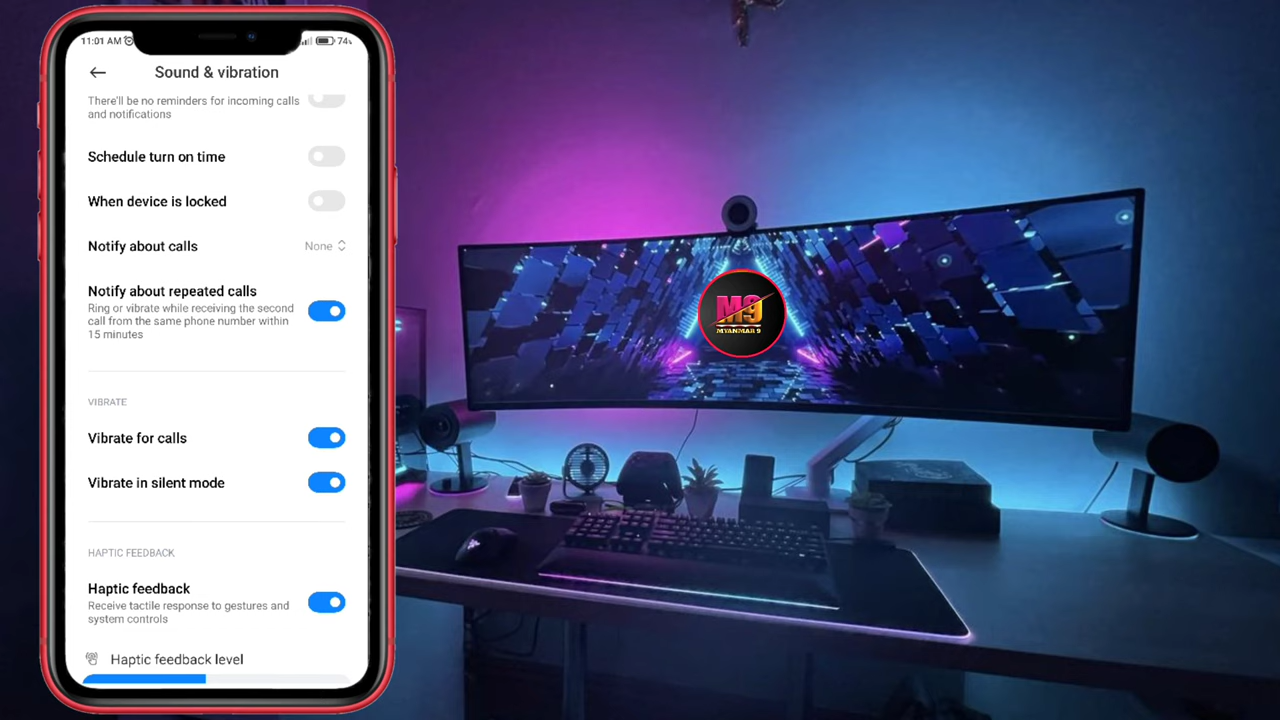 11:01 AM
74
Sound & vibration
There'll be no reminders for incoming calls
and notifications
Schedule turn on time
When device is locked
Notify about calls
None
Notify about repeated calls
Ring or vibrate while receiving the second
call from the same phone number within
15 minutes
VIBRATE
Vibrate for calls
Vibrate in silent mode
HAPTIC FEEDBACK
Haptic feedback
Receive tactile response to gestures and
system controls
Haptic feedback level
M9
MYANMAR 9